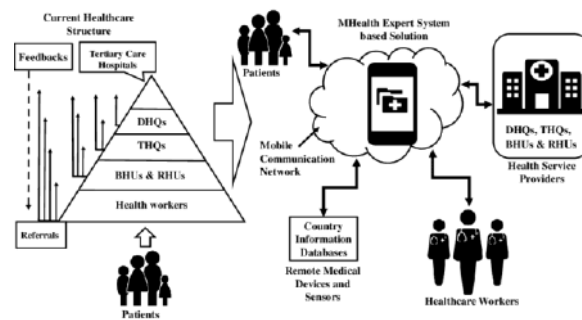 Current Healthcare
Structure
Feedbacks
Tertiary Care
Hospitals
DHQs
THQs
BHUs & RHUs
Health workers
Referrals
Patients
MHealth Expert System
based Solution
Patients
Mobile
Communication
Network
DHQs, THQs,
BHUs & RHUs
Health Service
Providers
Country
Information
Databases
Remote Medical
Devices and
Sensors
Healthcare Workers